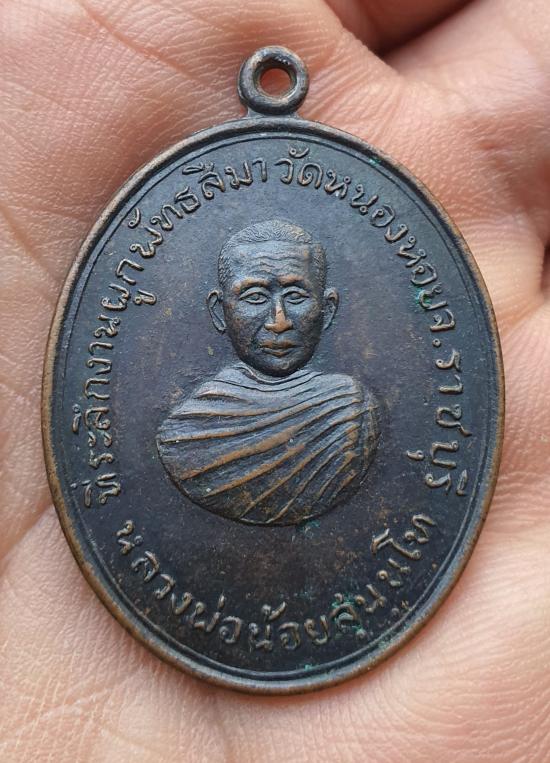 ที่ระลึกงานผูกพัทธสีมา วัดหนองหอย จ. ราชบุรี
หลวงพ่อน้อย สุนนโท